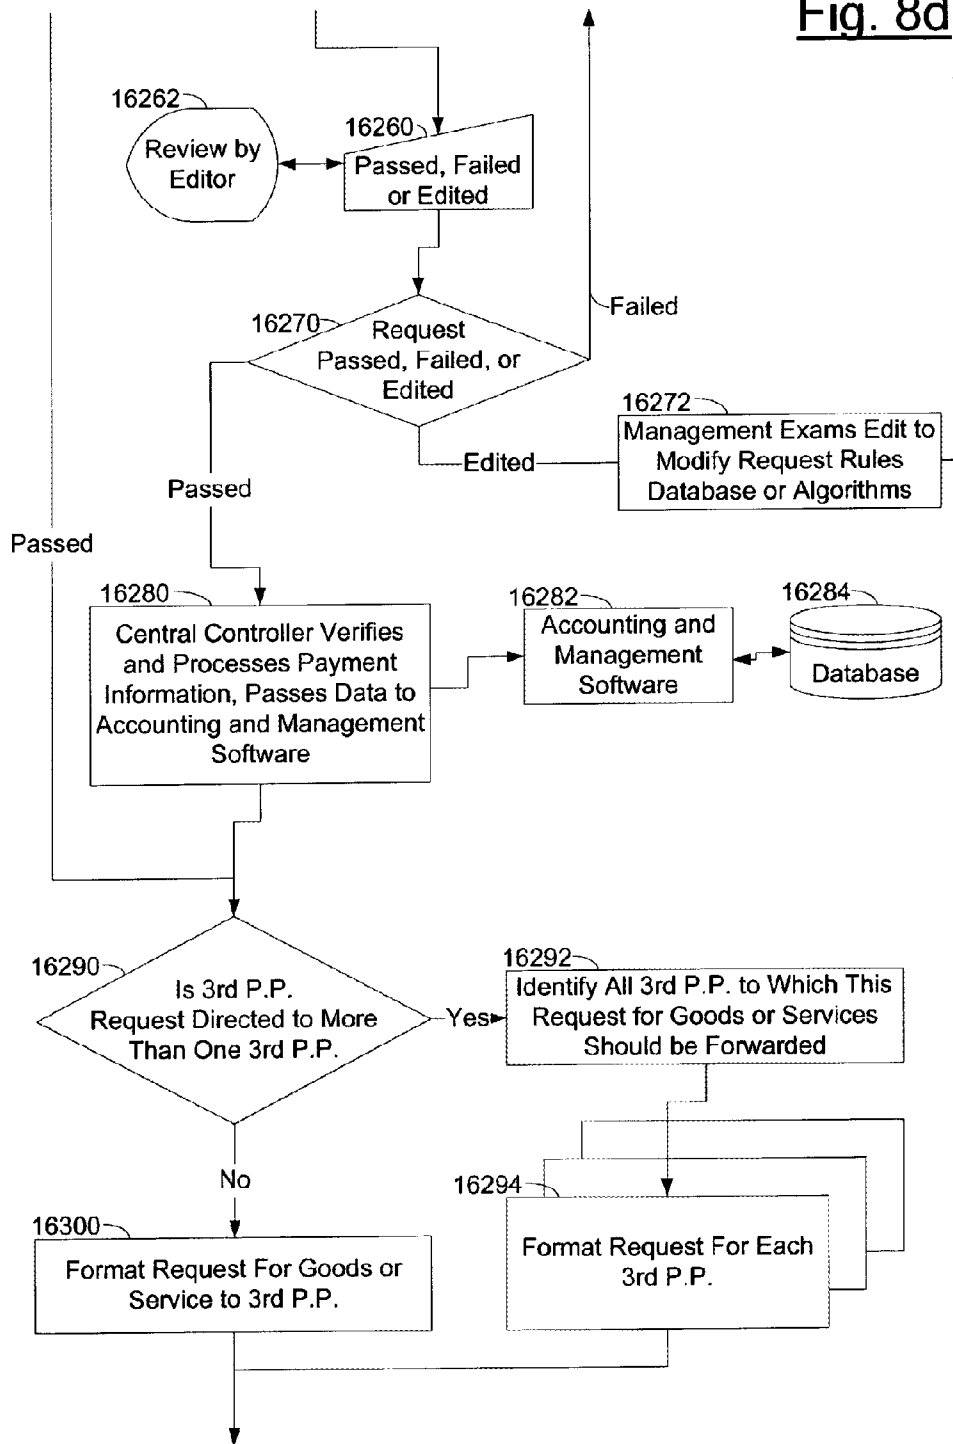 Fig. 8d
16262
Review by
Editor
16260
Passed, Failed
or Edited
16270
Request
Passed, Failed, or
Edited
Failed
16272
Management Exams Edit to
Modify Request Rules
Database or Algorithms
Edited
Passed
Passed
16280
Central Controller Verifies
and Processes Payment
Information, Passes Data to
Accounting and Management
Software
16282
Accounting and
Management
Software
16284
Database
16290
Is 3rd P.P.
Request Directed to More
Than One 3rd P.P.
Yes
16292
Identify All 3rd P.P. to Which This
Request for Goods or Services
Should be Forwarded
No
16294
Format Request For Each
3rd P.P.
16300
Format Request For Goods or
Service to 3rd P.P.